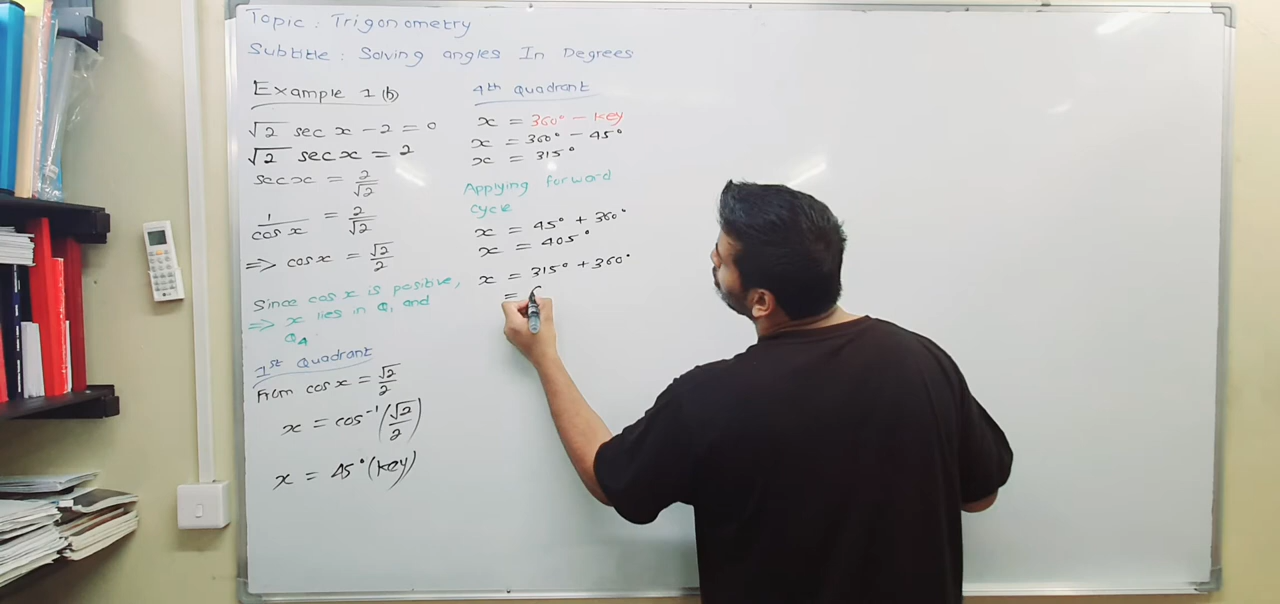 Topic : Trigonometry
Subtitle : Solving angles In Degrees
Example 1 (b)
√2 sec x − 2 = 0
√2 sec x = 2
sec x = 2/√2
1/cos x = 2/√2
⇒ cos x = √2/2
Since cos x is positive,
⇒ x lies in Q1 and
Q4.
1st Quadrant
From cos x = √2/2
x = cos⁻¹(√2/2)
x = 45° (key)
4th Quadrant
x = 360° − key
x = 360° − 45°
x = 315°
Applying forward
cycle
x = 45° + 360°
x = 405°
x = 315° + 360°
=